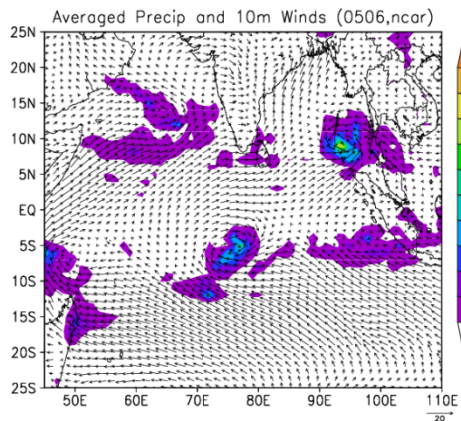 Averaged Precip and 10m Winds (0506,ncar)
25N
20N
15N
10N
5N
EQ
5S
10S
15S
20S
25S
50E 60E 70E 80E 90E 100E 110E
20